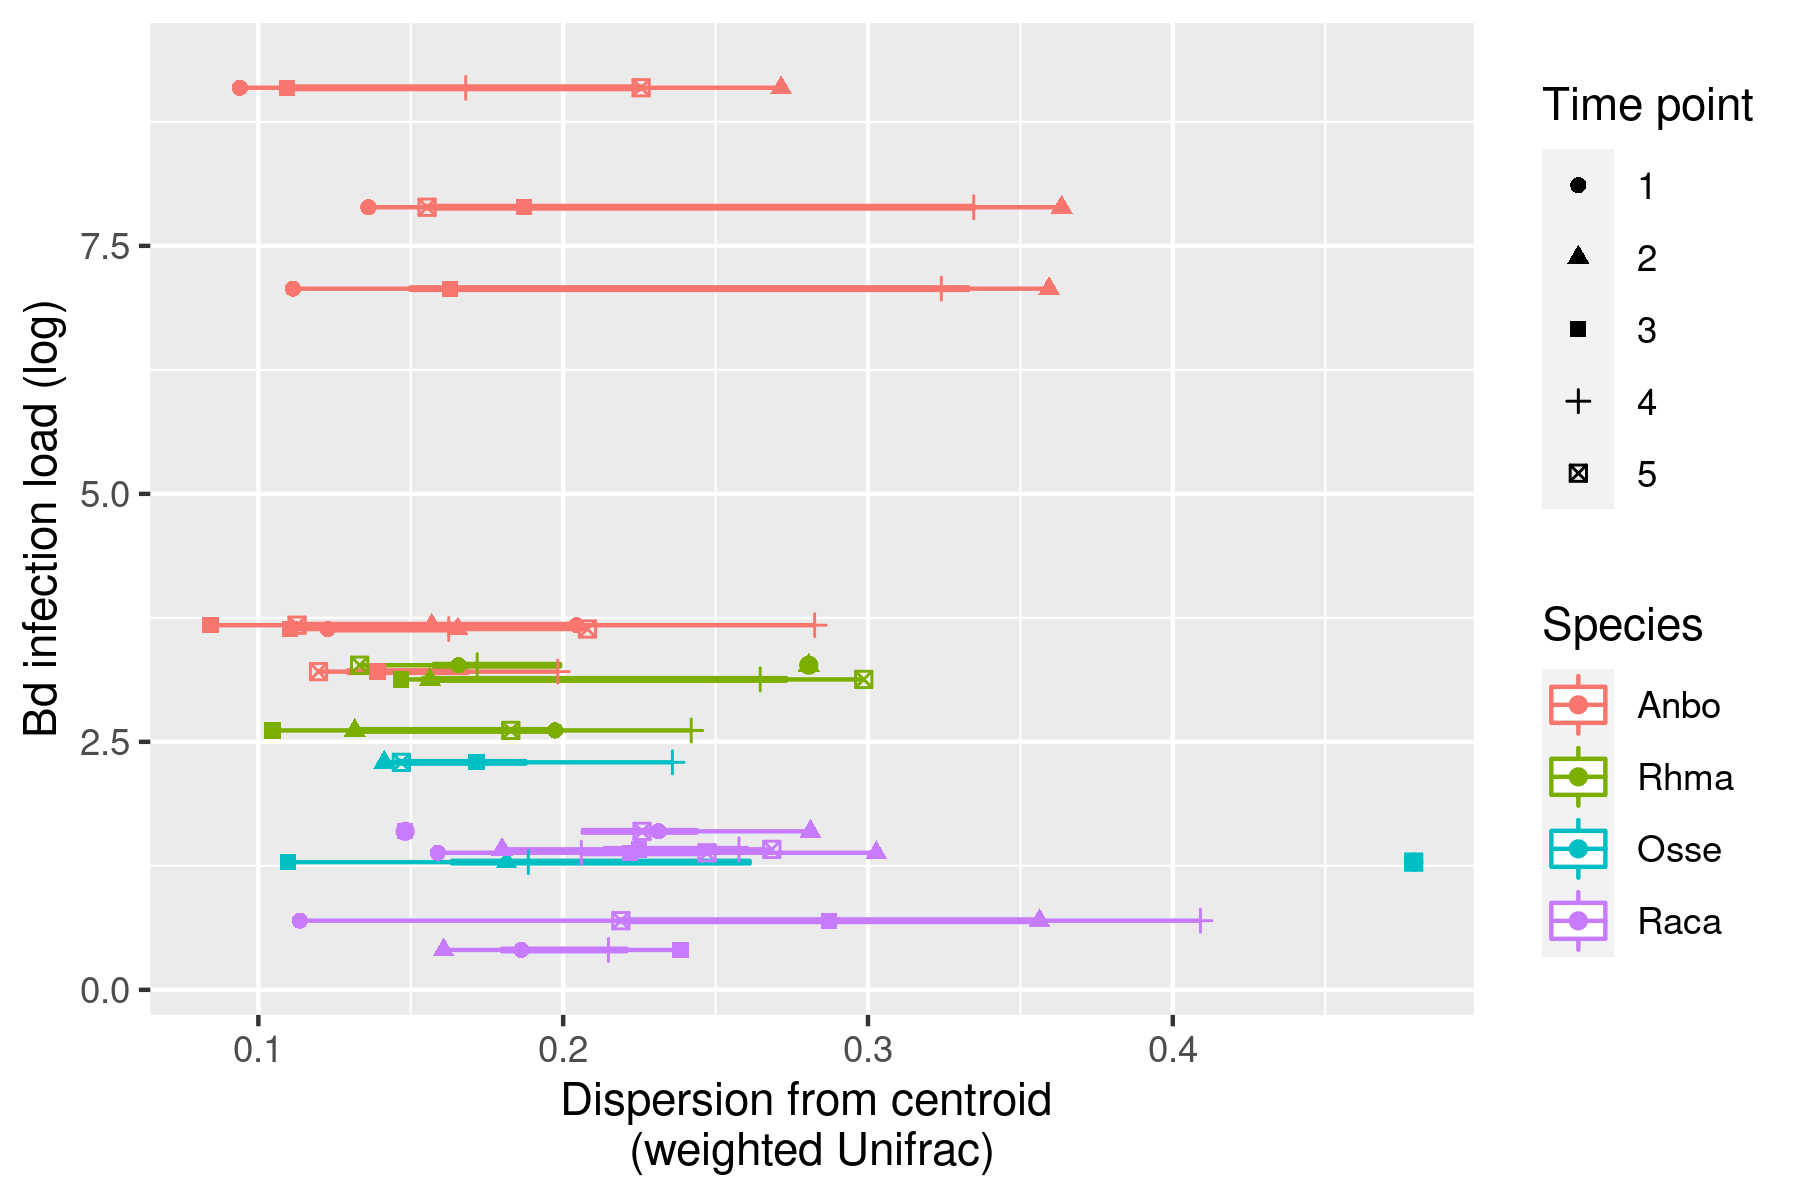 Bd infection load (log)
7.5
5.0
2.5
0.0
0.1
0.2
0.3
0.4
Dispersion from centroid
(weighted Unifrac)
Time point
1
2
3
4
5
Species
Anbo
Rhma
Osse
Raca